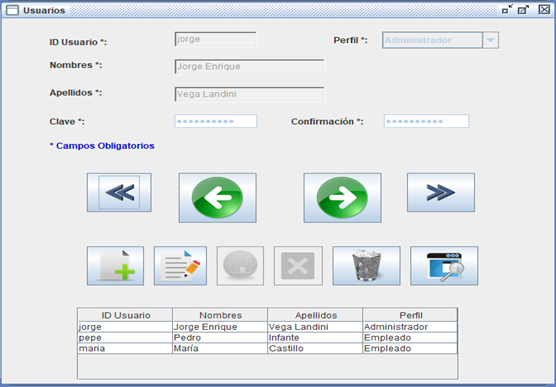 Usuarios
ID Usuario *: jorge Perfil *: Administrador
Nombres *: Jorge Enrique
Apellidos *: Vega Landini
Clave *: ********** Confirmación *: **********
* Campos Obligatorios
ID Usuario Nombres Apellidos Perfil
jorge Jorge Enrique Vega Landini Administrador
pepe Pedro Infante Empleado
maria María Castillo Empleado